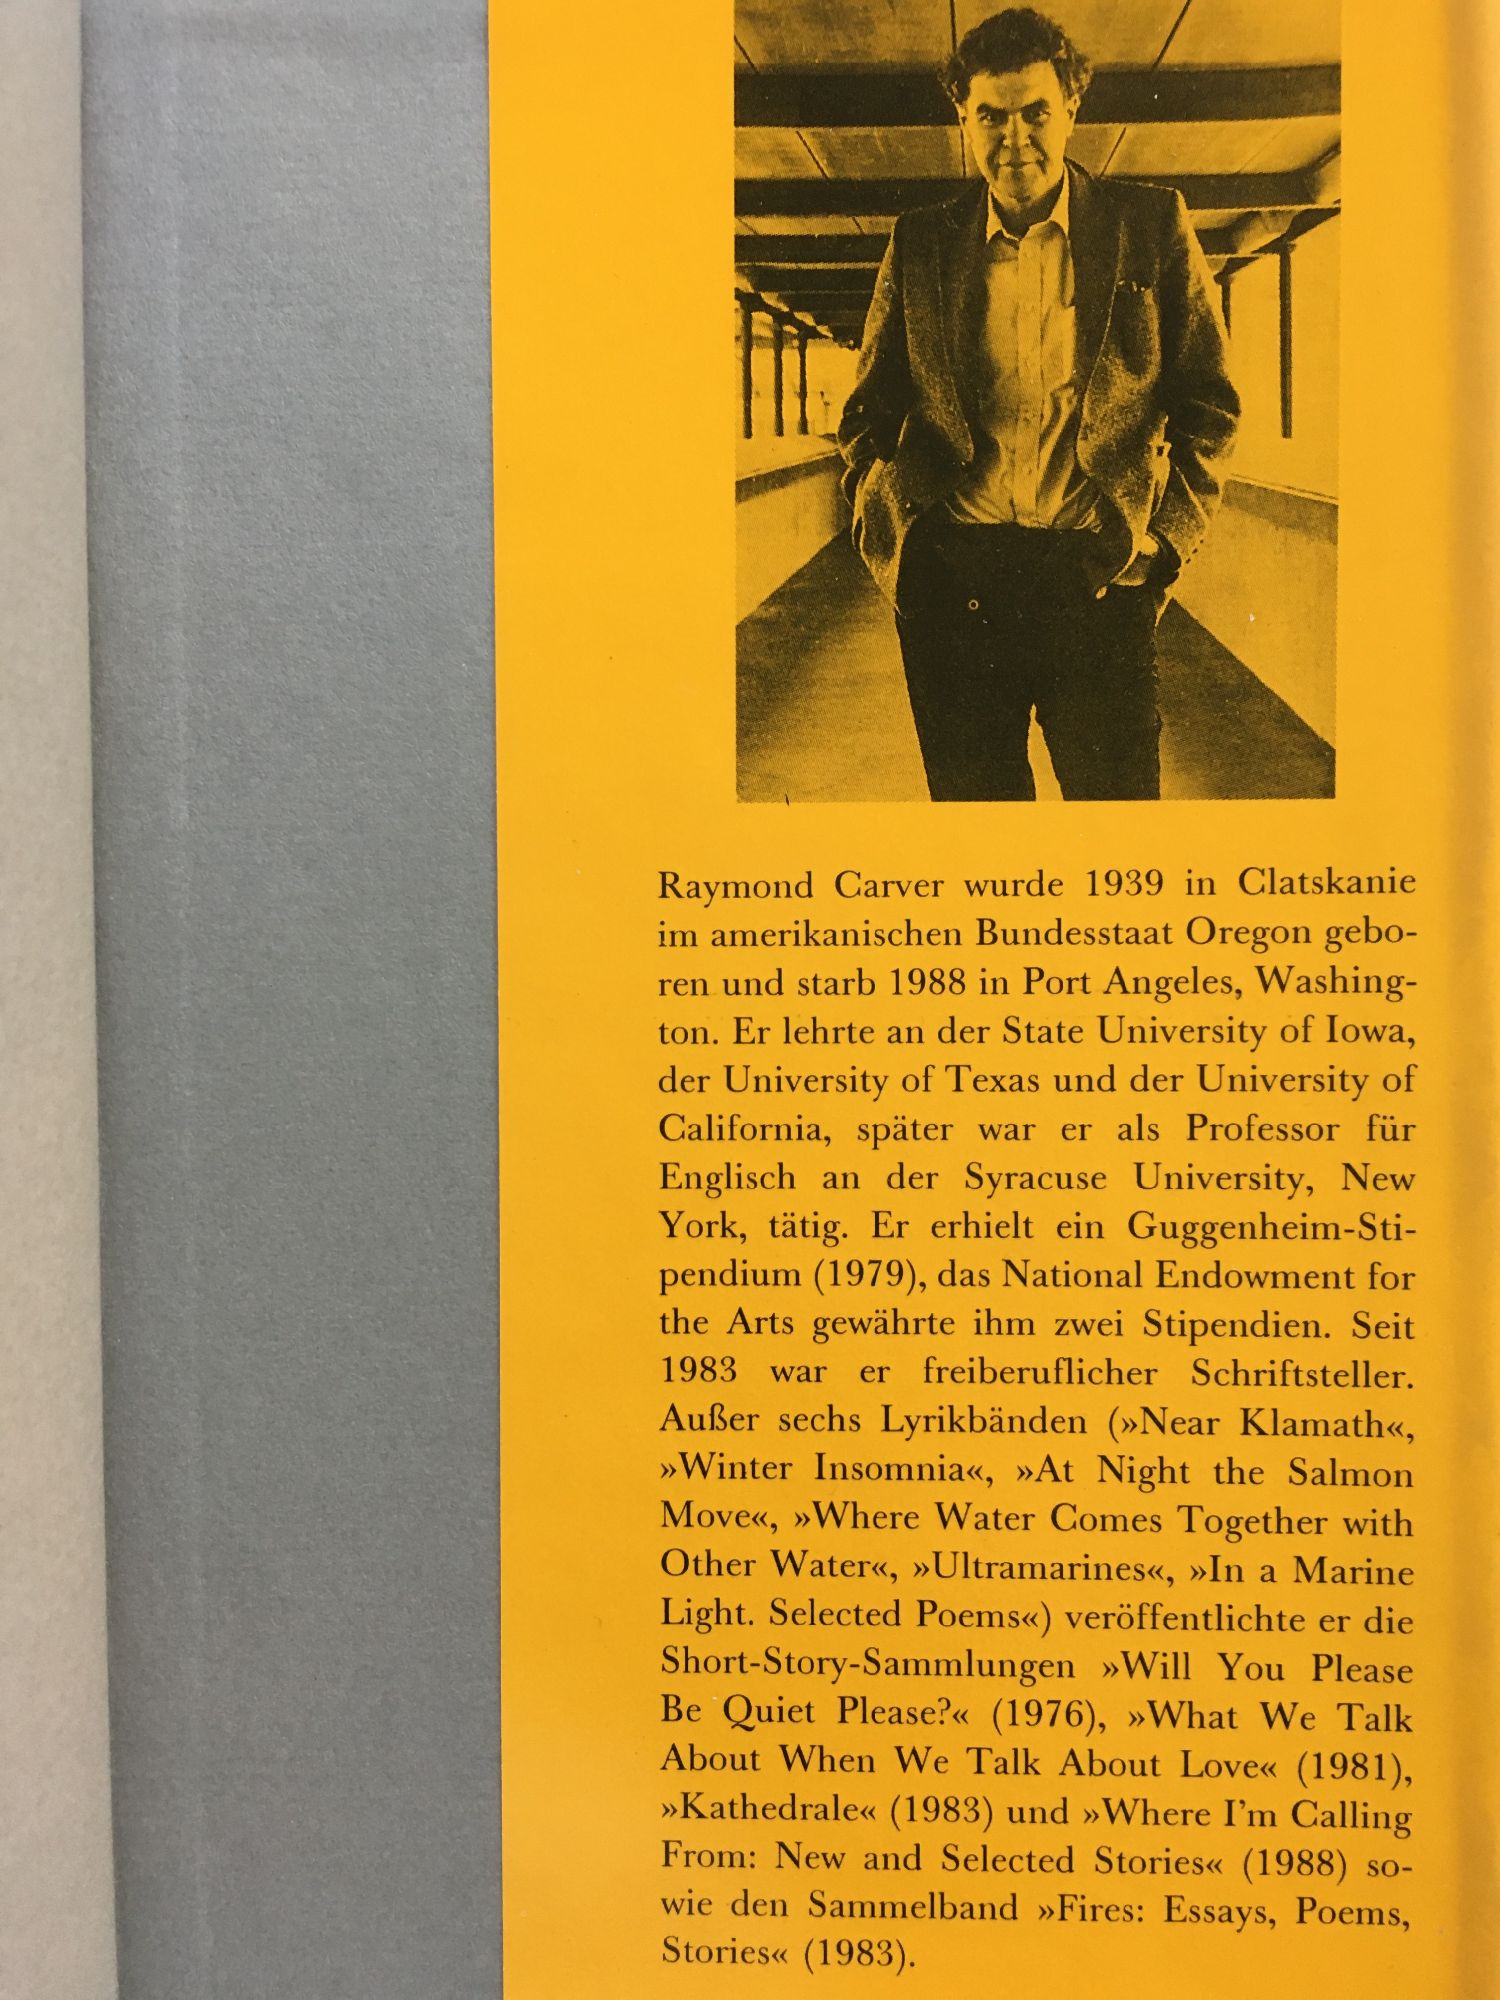 Raymond Carver wurde 1939 in Clatskanie
im amerikanischen Bundesstaat Oregon gebo-
ren und starb 1988 in Port Angeles, Washing-
ton. Er lehrte an der State University of Iowa,
der University of Texas und der University of
California, später war er als Professor für
Englisch an der Syracuse University, New
York, tätig. Er erhielt ein Guggenheim-Sti-
pendium (1979), das National Endowment for
the Arts gewährte ihm zwei Stipendien. Seit
1983 war er freiberuflicher Schriftsteller.
Außer sechs Lyrikbänden (»Near Klamath«,
»Winter Insomnia«, »At Night the Salmon
Move«, »Where Water Comes Together with
Other Water«, »Ultramarines«, »In a Marine
Light. Selected Poems«) veröffentlichte er die
Short-Story-Sammlungen »Will You Please
Be Quiet Please?« (1976), »What We Talk
About When We Talk About Love« (1981),
»Kathedrale« (1983) und »Where I'm Calling
From: New and Selected Stories« (1988) so-
wie den Sammelband »Fires: Essays, Poems,
Stories« (1983).